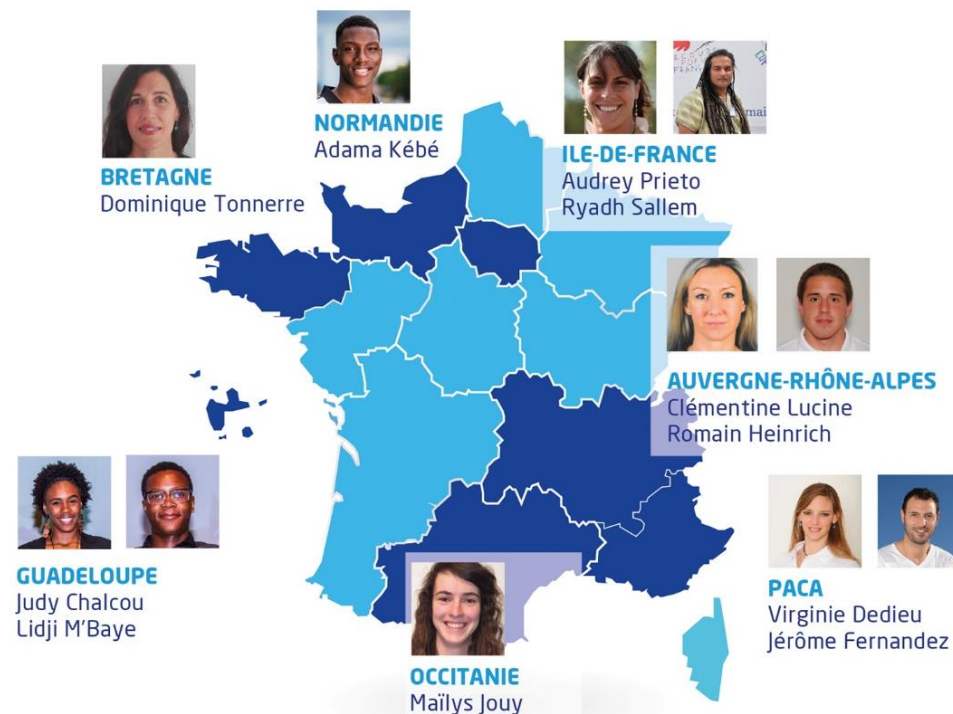 NORMANDIE
Adama Kébé
BRETAGNE
Dominique Tonnerre
ILE-DE-FRANCE
Audrey Prieto
Ryadh Sallem
AUVERGNE-RHÔNE-ALPES
Clémentine Lucine
Romain Heinrich
GUADELOUPE
Judy Chalcou
Lidji M'Baye
PACA
Virginie Dedieu
Jérôme Fernandez
OCCITANIE
Maïlys Jouy